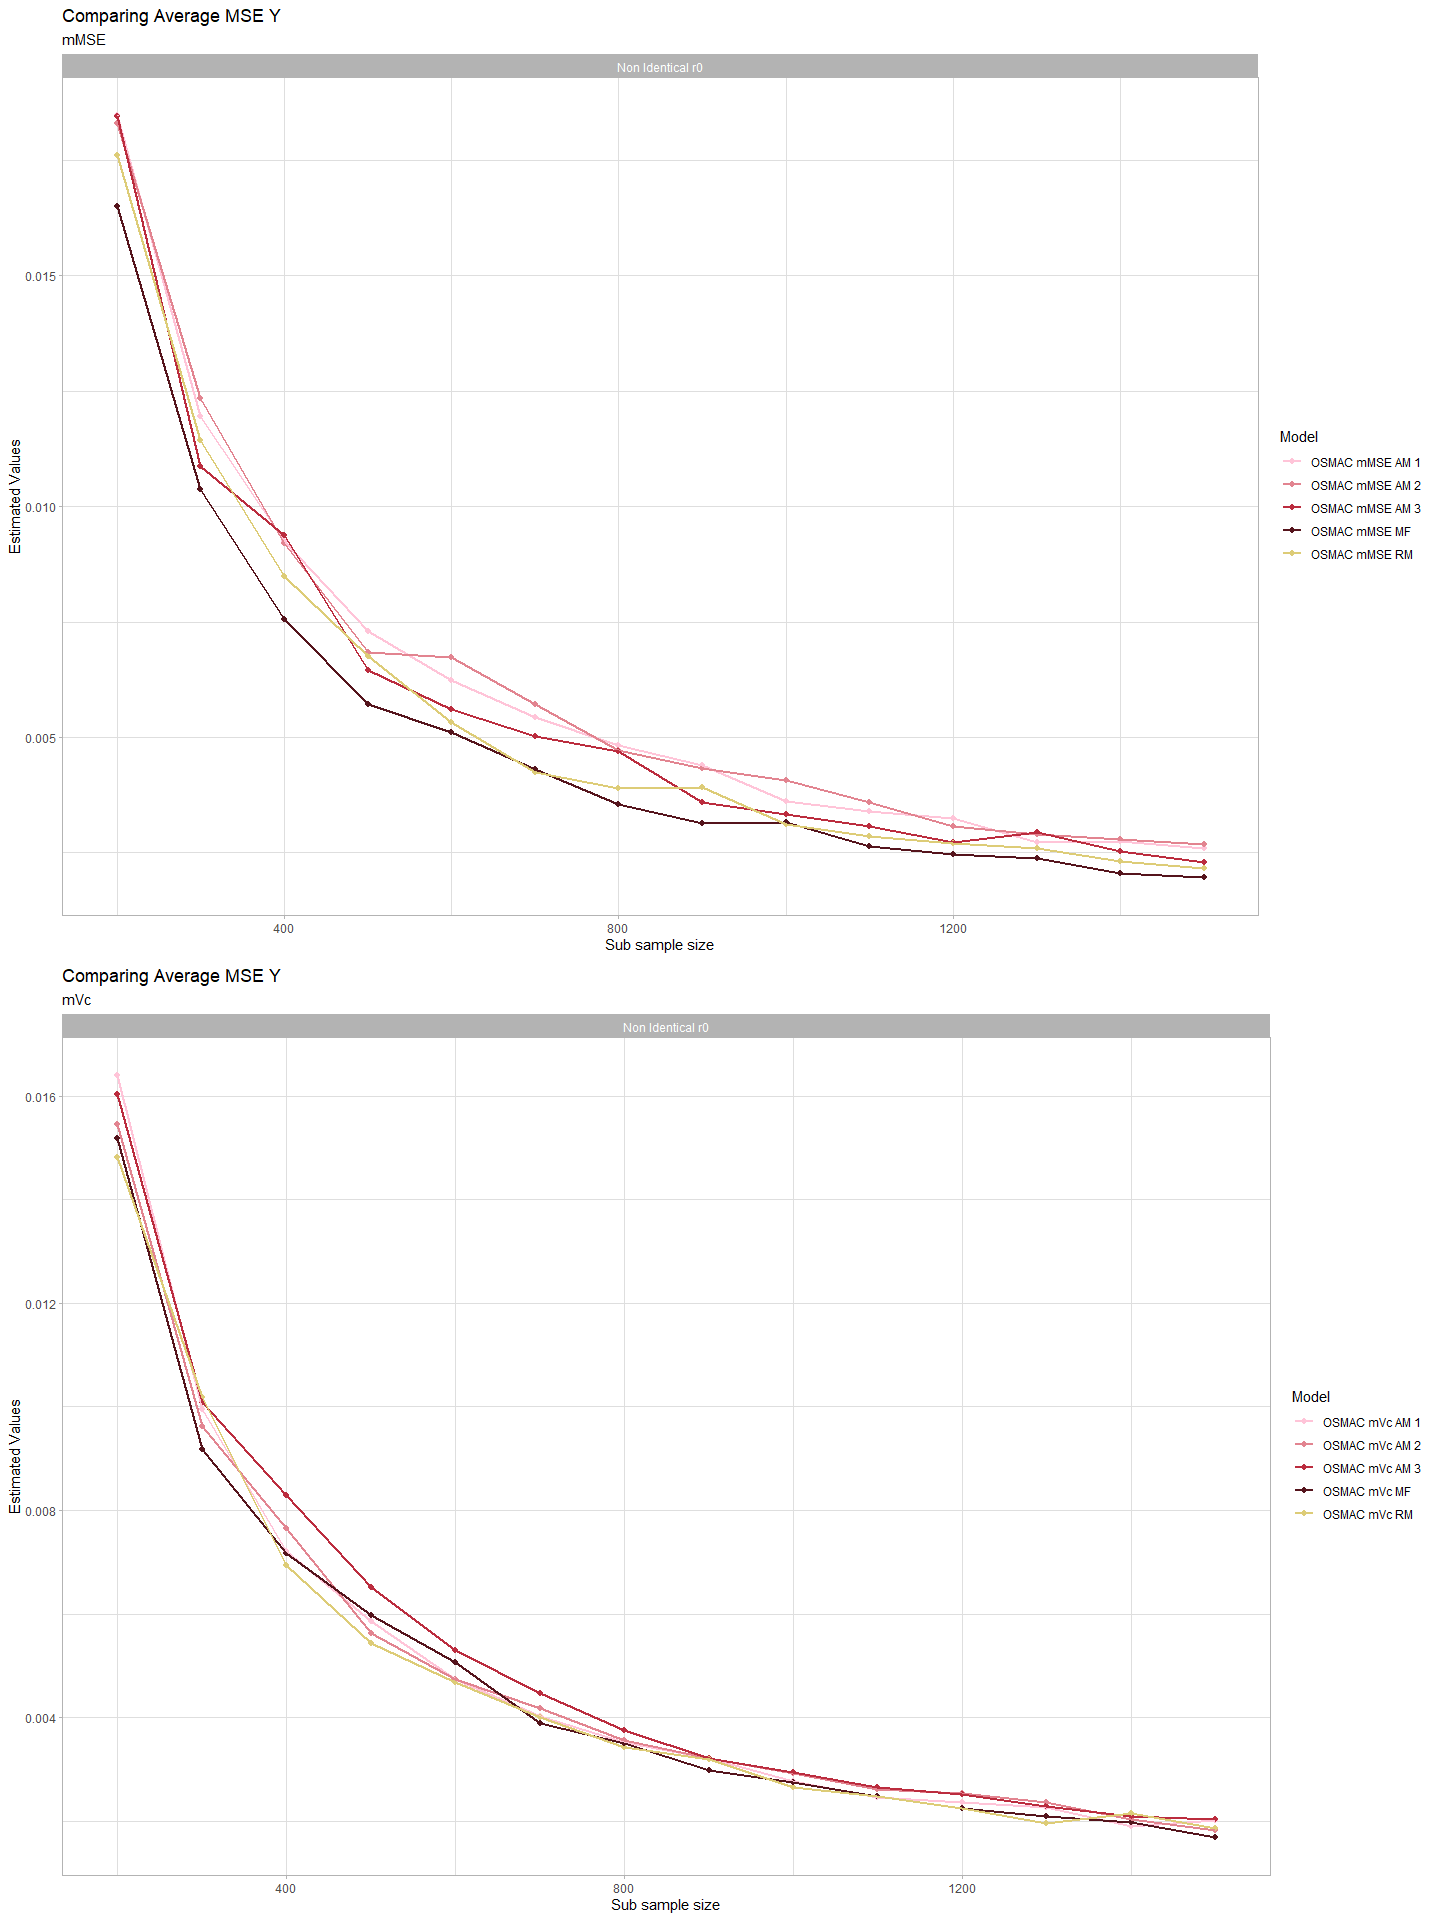 Comparing Average MSE Y
mMSE
Non Identical r0
0.015
0.010
0.005
Estimated Values
400
800
1200
Sub sample size
Model
OSMAC mMSE AM 1
OSMAC mMSE AM 2
OSMAC mMSE AM 3
OSMAC mMSE MF
OSMAC mMSE RM
Comparing Average MSE Y
mVc
Non Identical r0
0.016
0.012
0.008
0.004
Estimated Values
400
800
1200
Sub sample size
Model
OSMAC mVc AM 1
OSMAC mVc AM 2
OSMAC mVc AM 3
OSMAC mVc MF
OSMAC mVc RM